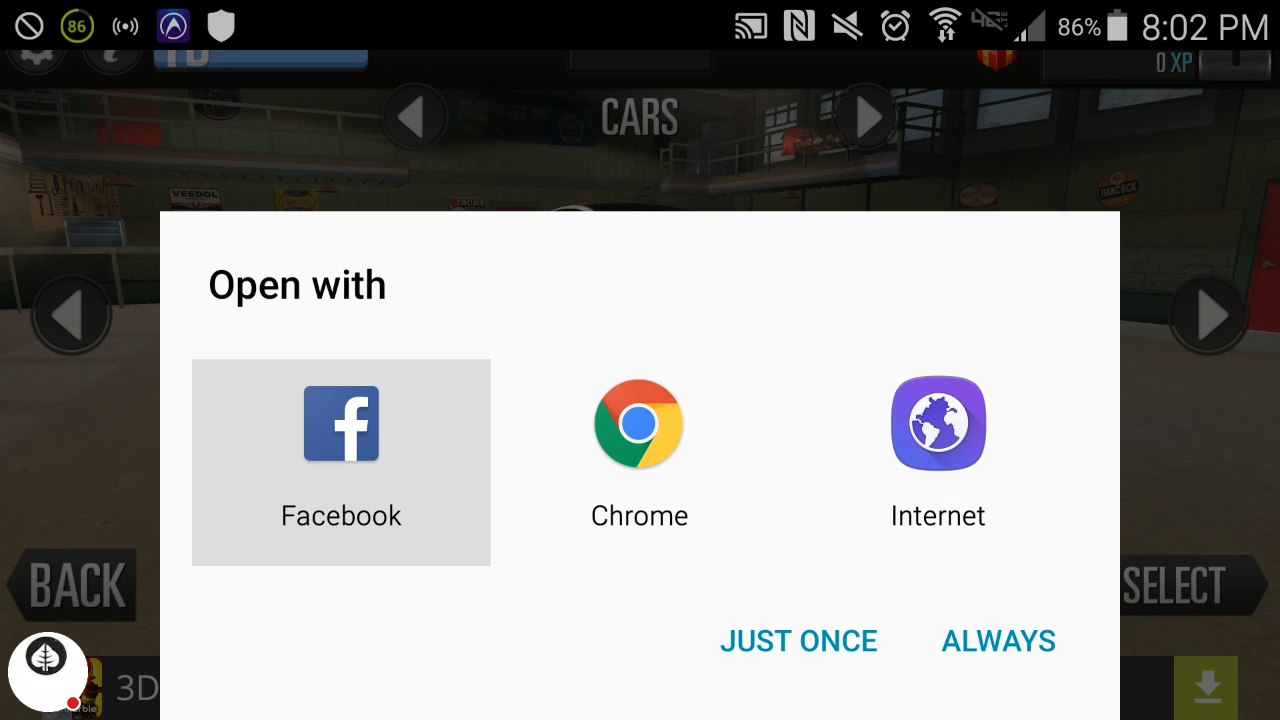 86
86%
8:02 PM
0 XP
CARS
VEEDOL
SINCLAIR
HANCOCK
Open with
Facebook
Chrome
Internet
BACK
SELECT
JUST ONCE
ALWAYS
3D